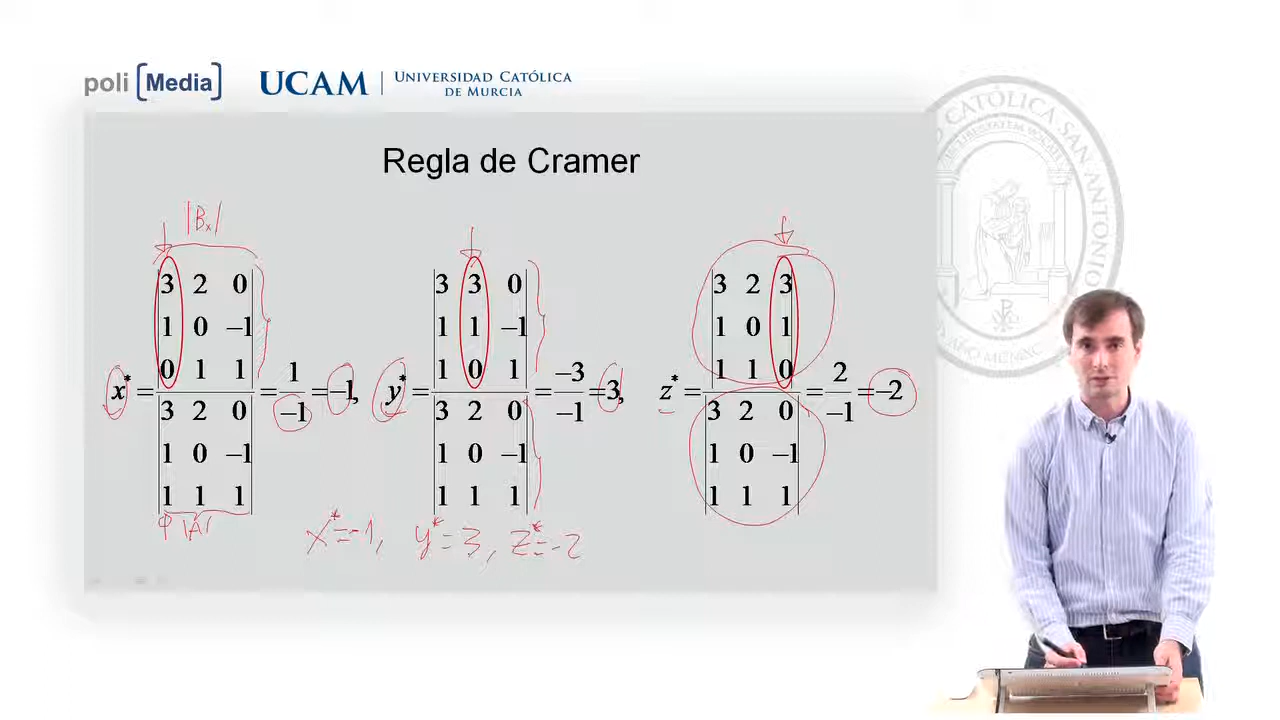 poli [Media] UCAM UNIVERSIDAD CATÓLICA
DE MURCIA
Regla de Cramer
|Bₓ|
3 2 0
1 0 −1
0 1 1
x* = = 1/−1 = −1,
3 2 0
1 0 −1
1 1 1
|A|
3 3 0
1 1 −1
1 0 1
y* = = −3/−1 = 3,
3 2 0
1 0 −1
1 1 1
3 2 3
1 0 1
1 1 0
z* = = 2/−1 = −2
3 2 0
1 0 −1
1 1 1
x* = −1, y* = 3, z* = −2
CATÓLICA SAN ANTONIO